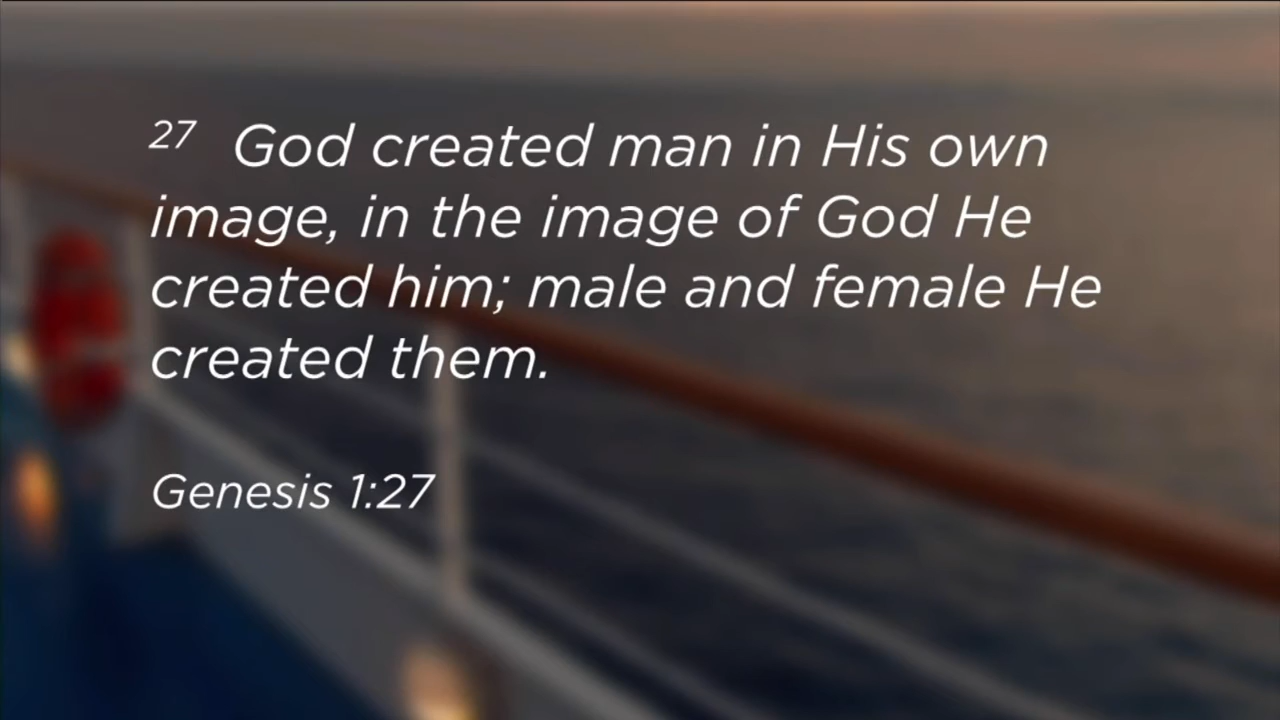 27 God created man in His own
image, in the image of God He
created him; male and female He
created them.
Genesis 1:27